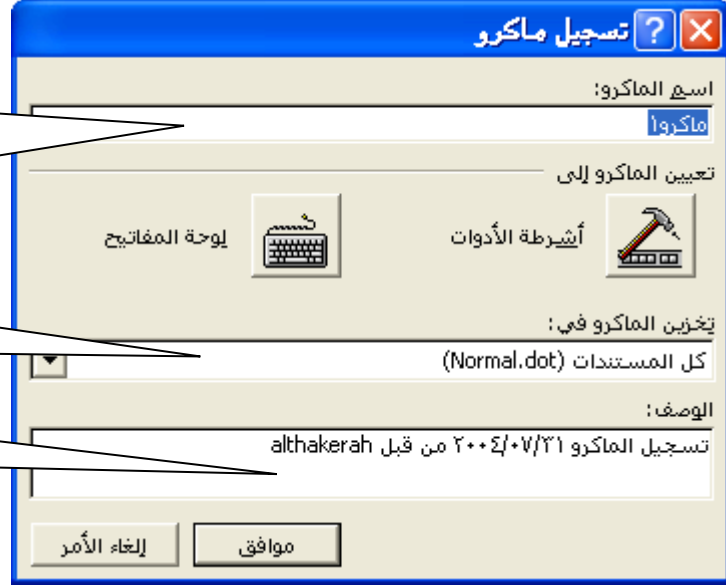 تسجيل ماكرو
اسم الماكرو:
ماكرو١
تعيين الماكرو إلى
أشرطة الأدوات
لوحة المفاتيح
تخزين الماكرو في:
كل المستندات (Normal.dot)
الوصف:
تسجيل الماكرو ٢٠٠٤/٠٧/٣١ من قبل althakerah
موافق
إلغاء الأمر